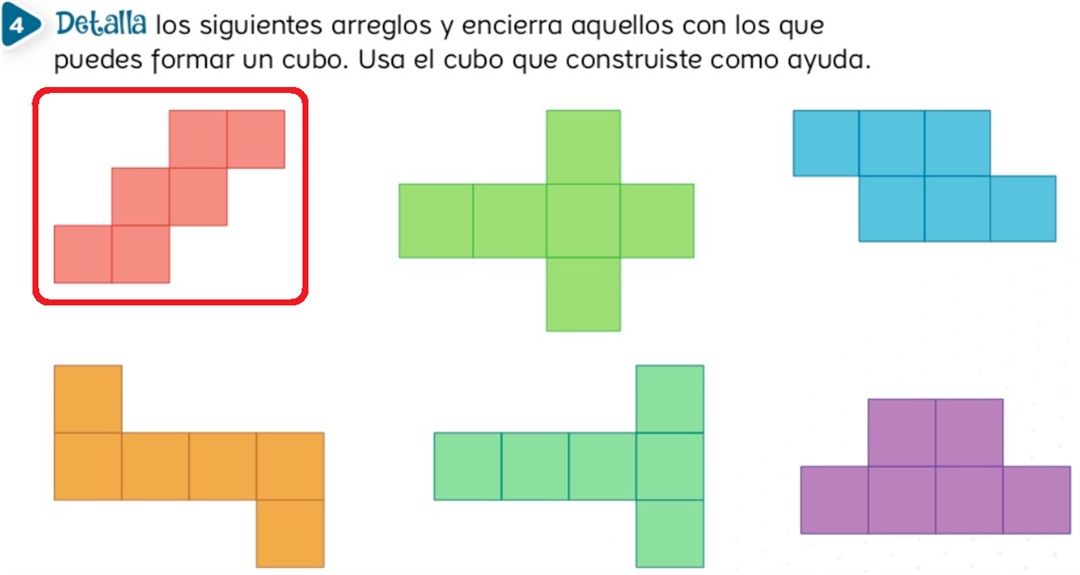 4 Detalla los siguientes arreglos y encierra aquellos con los que
puedes formar un cubo. Usa el cubo que construiste como ayuda.